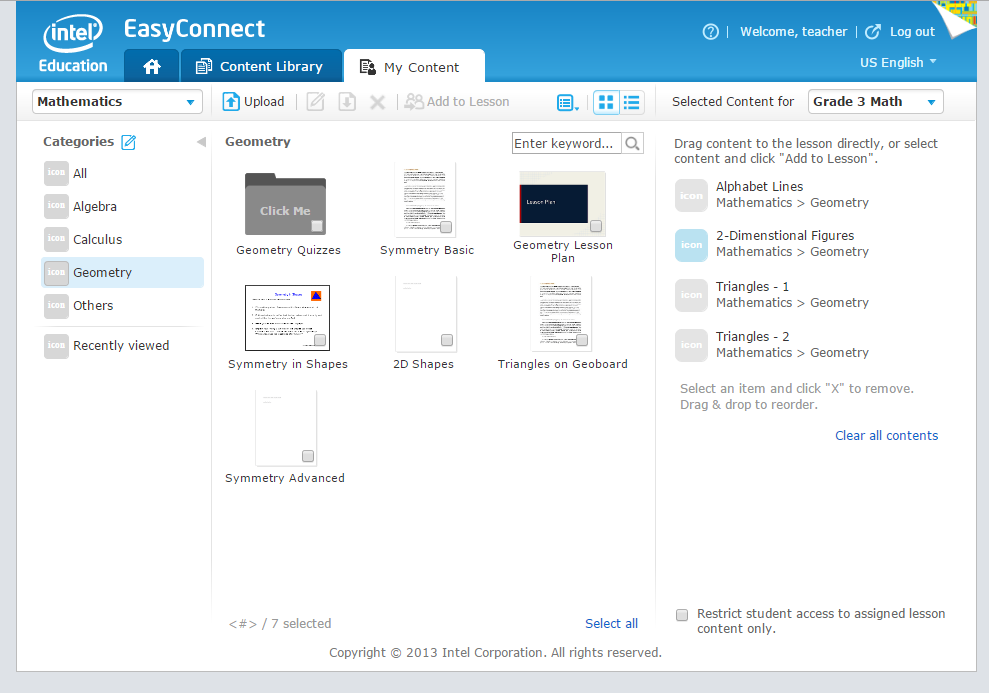 intel
Education
EasyConnect
? | Welcome, teacher | Log out
US English
Content Library
My Content
Mathematics
Upload
Add to Lesson
Selected Content for
Grade 3 Math
Categories
icon All
icon Algebra
icon Calculus
icon Geometry
icon Others
icon Recently viewed
Geometry
Enter keyword...
Click Me
Geometry Quizzes
Symmetry Basic
Lesson Plan
Geometry Lesson
Plan
Symmetry in Shapes
2D Shapes
Triangles on Geoboard
Symmetry Advanced
<#> / 7 selected
Select all
Drag content to the lesson directly, or select
content and click "Add to Lesson".
icon
Alphabet Lines
Mathematics > Geometry
icon
2-Dimenstional Figures
Mathematics > Geometry
icon
Triangles - 1
Mathematics > Geometry
icon
Triangles - 2
Mathematics > Geometry
Select an item and click "X" to remove.
Drag & drop to reorder.
Clear all contents
Restrict student access to assigned lesson
content only.
Copyright © 2013 Intel Corporation. All rights reserved.